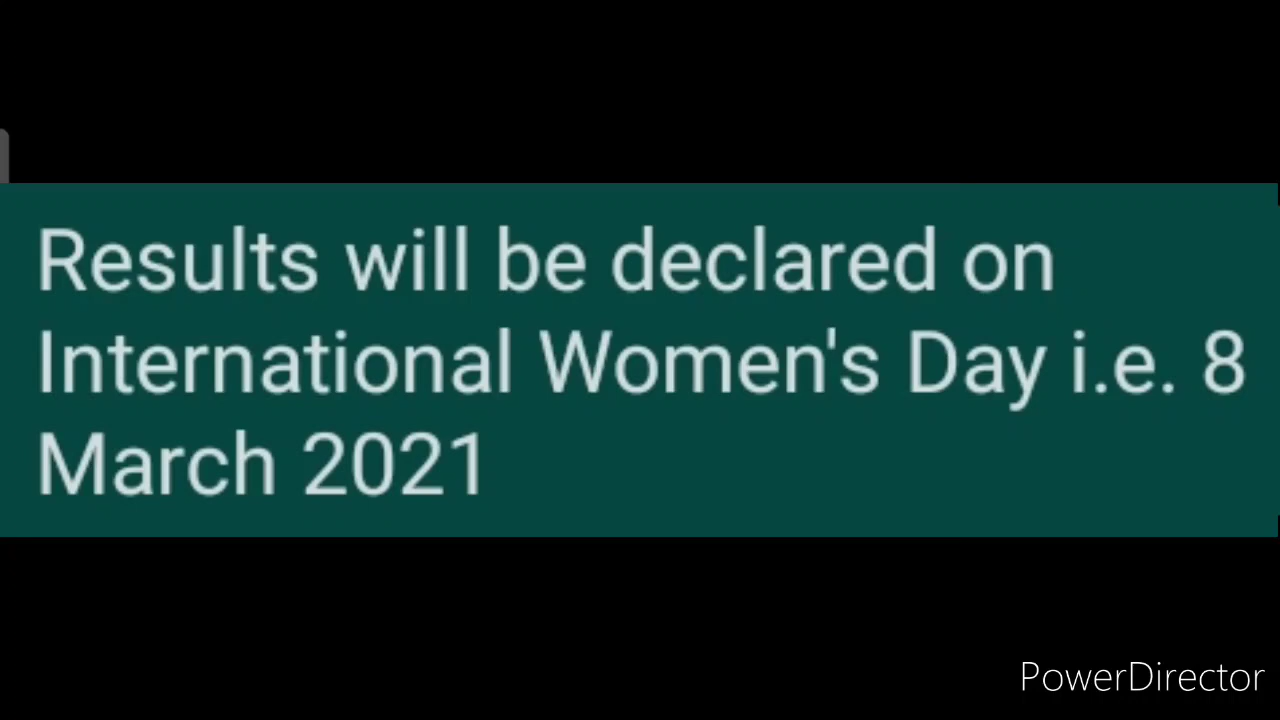 Results will be declared on
International Women's Day i.e. 8
March 2021
PowerDirector